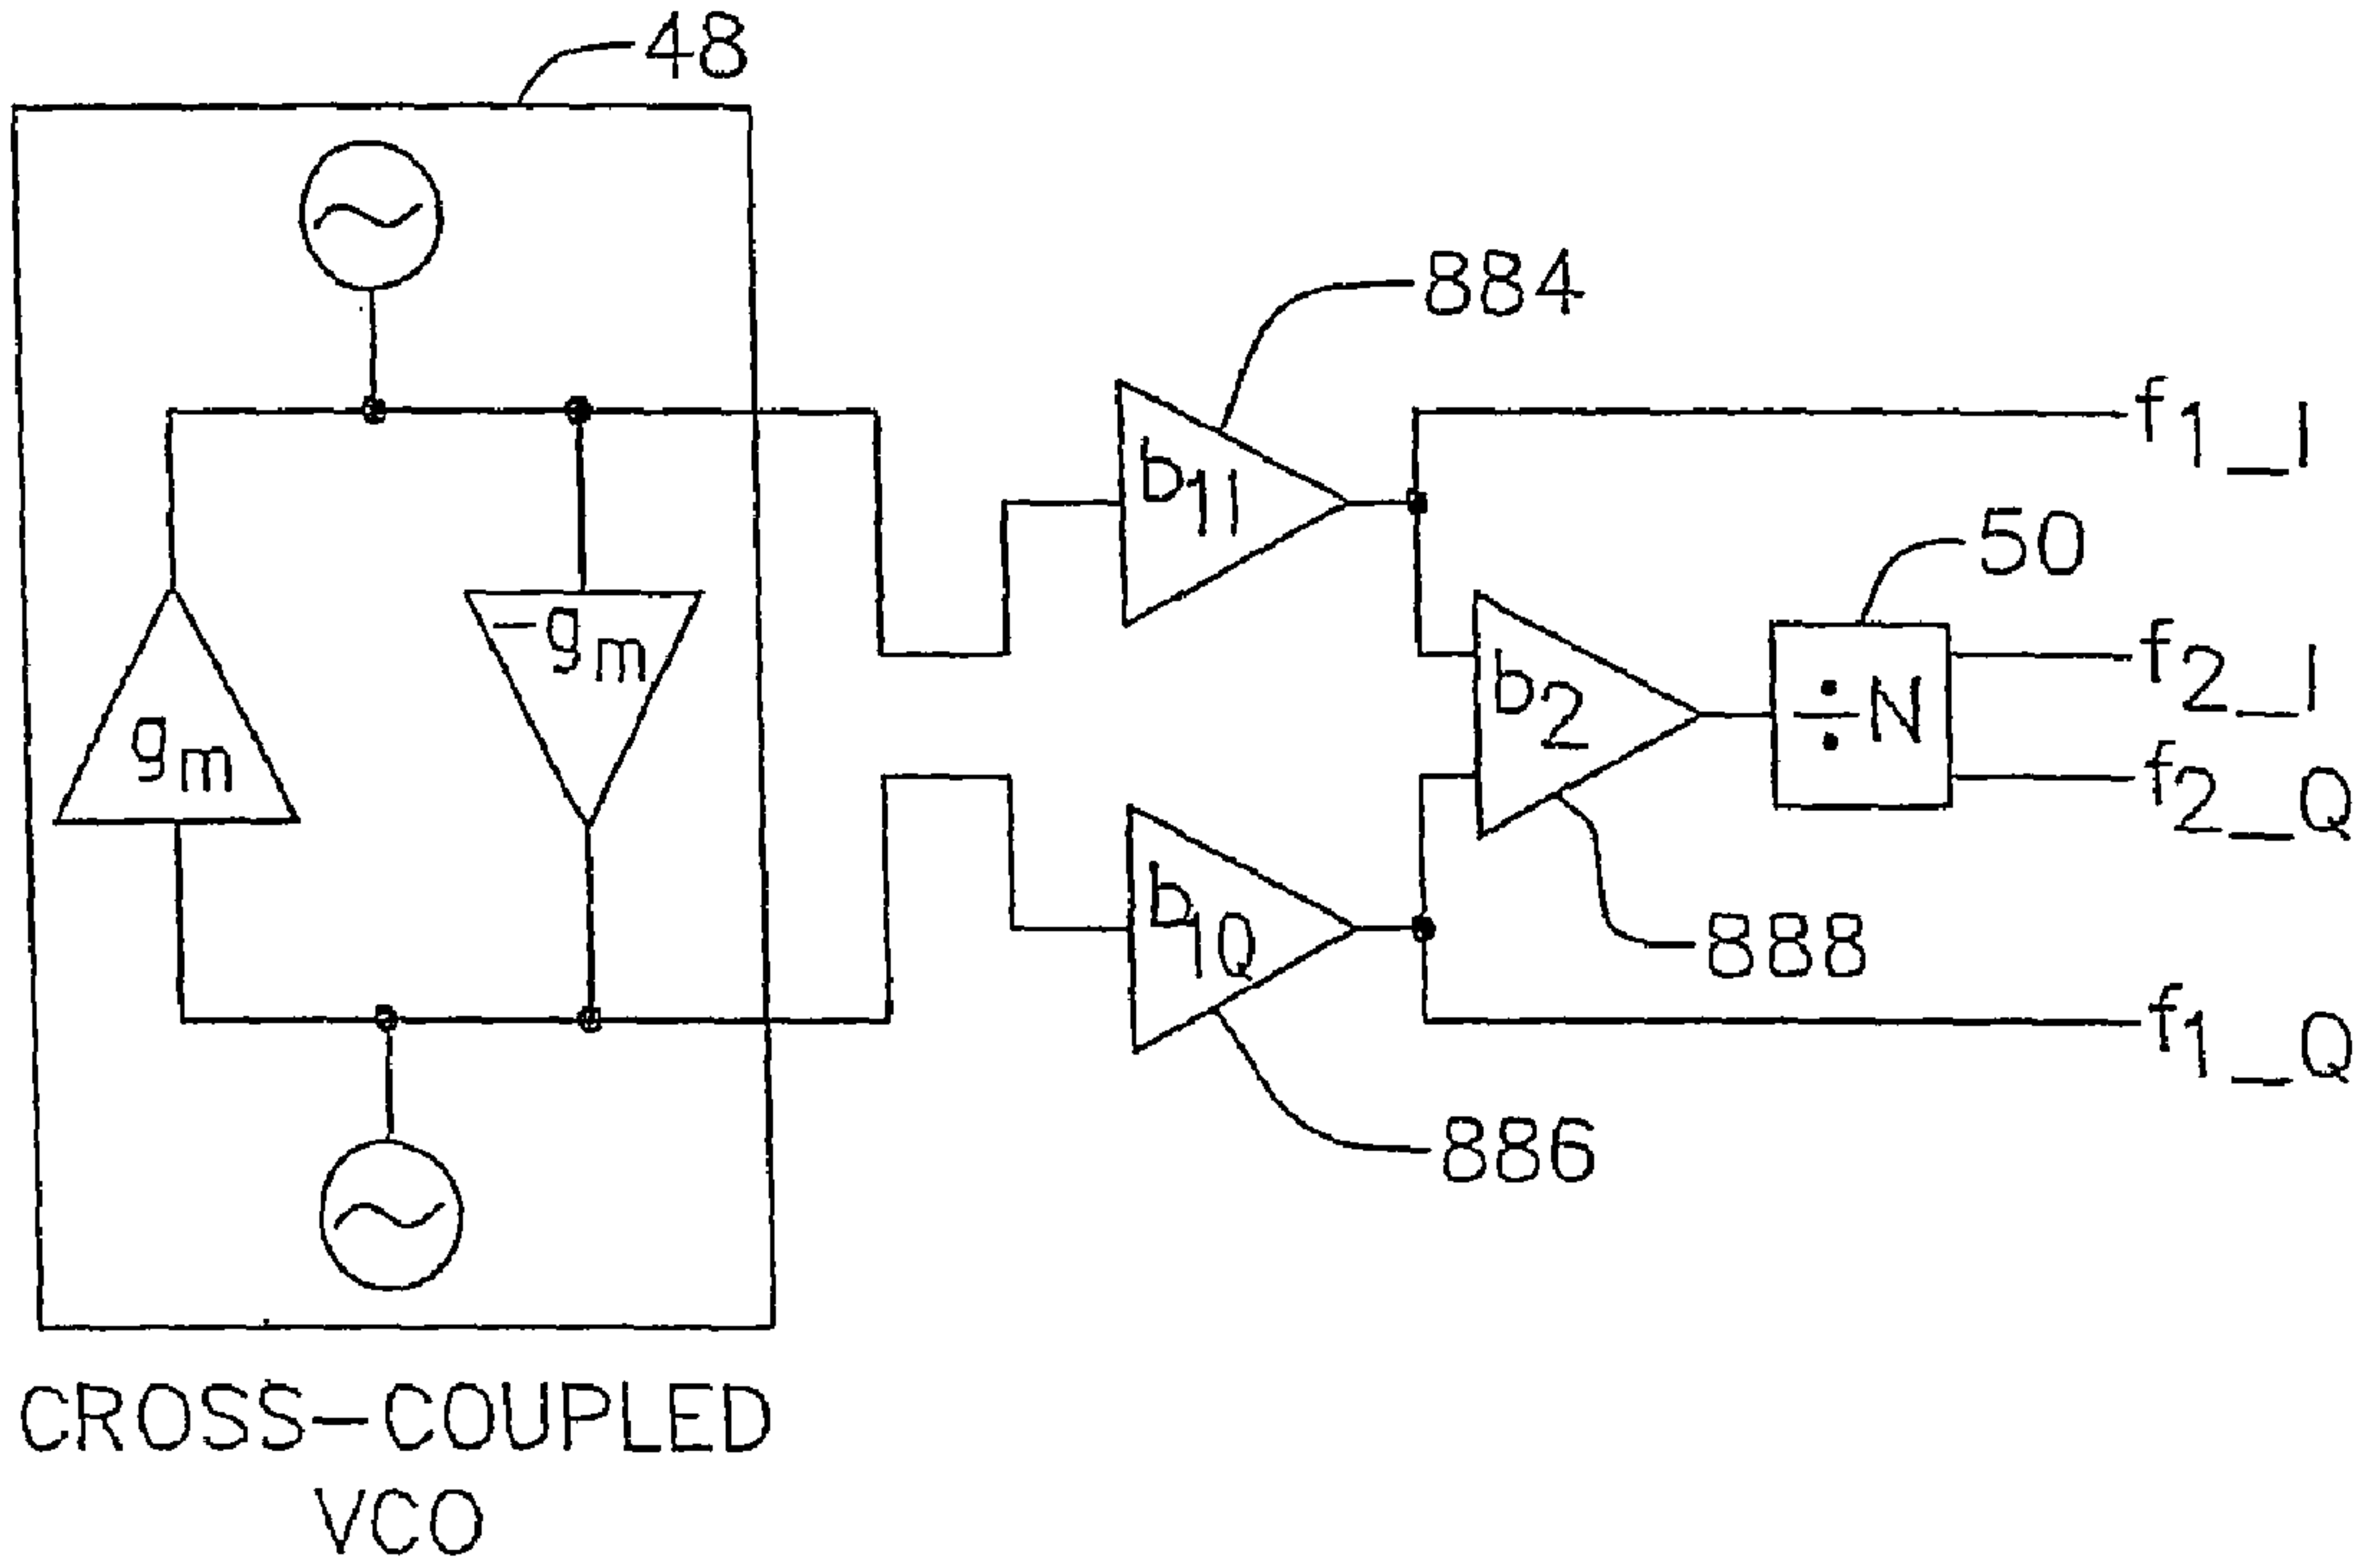 48
884
b1I
f1_I
50
-gm
b2
÷N
f2_I
gm
f2_Q
b1Q
888
f1_Q
886
CROSS-COUPLED
VCO